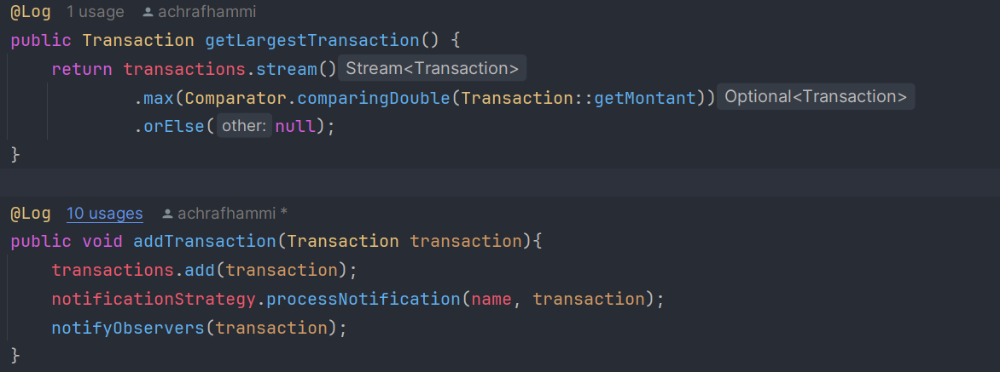 @Log 1 usage achrafhammi
public Transaction getLargestTransaction() {
return transactions.stream() Stream<Transaction>
.max(Comparator.comparingDouble(Transaction::getMontant)) Optional<Transaction>
.orElse( other: null);
}
@Log 10 usages achrafhammi *
public void addTransaction(Transaction transaction){
transactions.add(transaction);
notificationStrategy.processNotification(name, transaction);
notifyObservers(transaction);
}